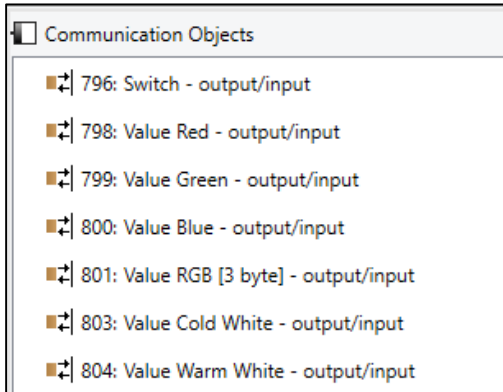 Communication Objects
796: Switch - output/input
798: Value Red - output/input
799: Value Green - output/input
800: Value Blue - output/input
801: Value RGB [3 byte] - output/input
803: Value Cold White - output/input
804: Value Warm White - output/input